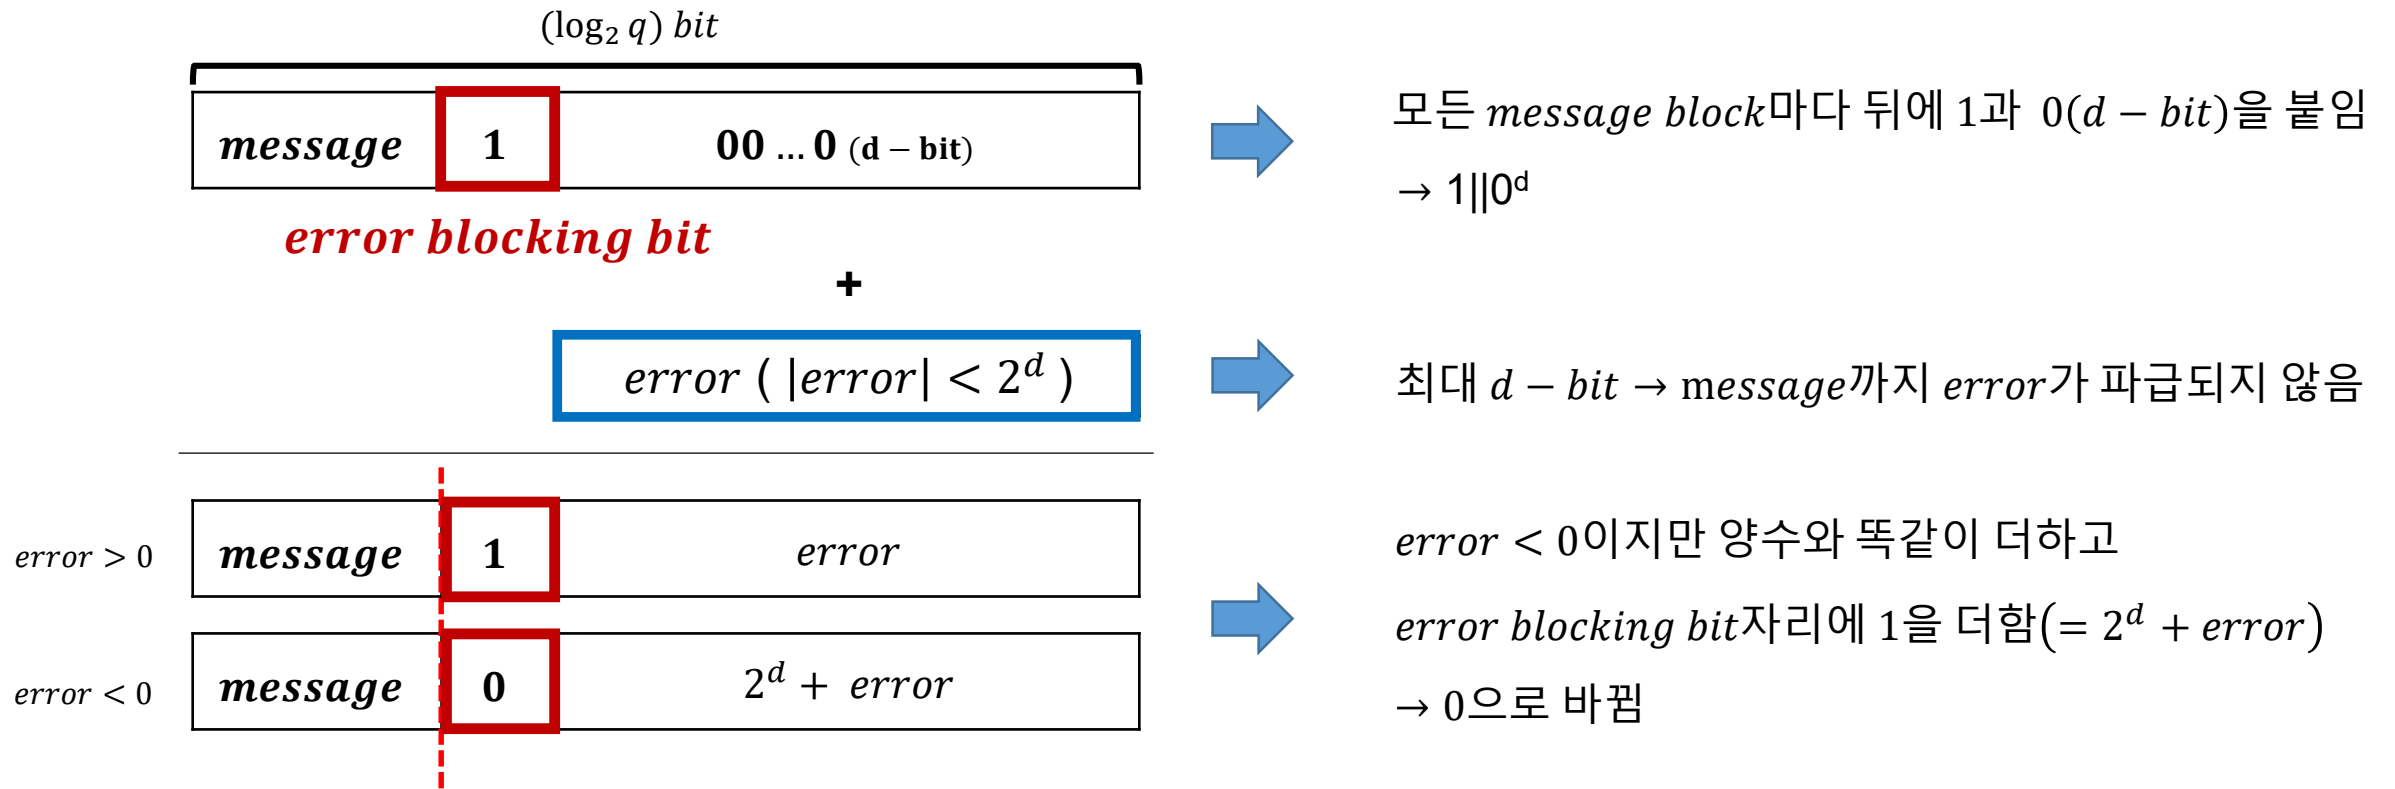 (log₂ q) bit
message 1 00 … 0 (d – bit)
error blocking bit
+
error ( |error| < 2ᵈ )
error > 0 message 1 error
error < 0 message 0 2ᵈ + error
모든 message block마다 뒤에 1과 0(d – bit)을 붙임
→ 1||0ᵈ
최대 d – bit → message까지 error가 파급되지 않음
error < 0이지만 양수와 똑같이 더하고
error blocking bit자리에 1을 더함(= 2ᵈ + error)
→ 0으로 바뀜